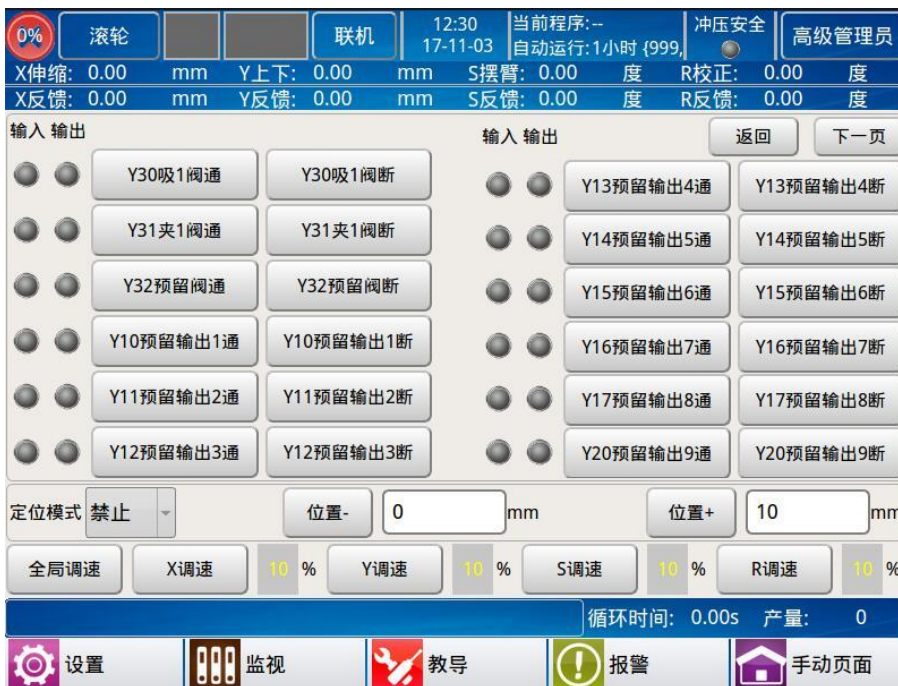 0% 滚轮 联机 12:30 当前程序:-- 冲压安全 高级管理员
17-11-03 自动运行:1小时 {999,
X伸缩: 0.00 mm Y上下: 0.00 mm S摆臂: 0.00 度 R校正: 0.00 度
X反馈: 0.00 mm Y反馈: 0.00 mm S反馈: 0.00 度 R反馈: 0.00 度
输入 输出 输入 输出 返回 下一页
Y30吸1阀通 Y30吸1阀断 Y13预留输出4通 Y13预留输出4断
Y31夹1阀通 Y31夹1阀断 Y14预留输出5通 Y14预留输出5断
Y32预留阀通 Y32预留阀断 Y15预留输出6通 Y15预留输出6断
Y10预留输出1通 Y10预留输出1断 Y16预留输出7通 Y16预留输出7断
Y11预留输出2通 Y11预留输出2断 Y17预留输出8通 Y17预留输出8断
Y12预留输出3通 Y12预留输出3断 Y20预留输出9通 Y20预留输出9断
定位模式 禁止 位置- 0 mm 位置+ 10 mm
全局调速 X调速 10 % Y调速 10 % S调速 10 % R调速 10 %
循环时间: 0.00s 产量: 0
设置 监视 教导 报警 手动页面